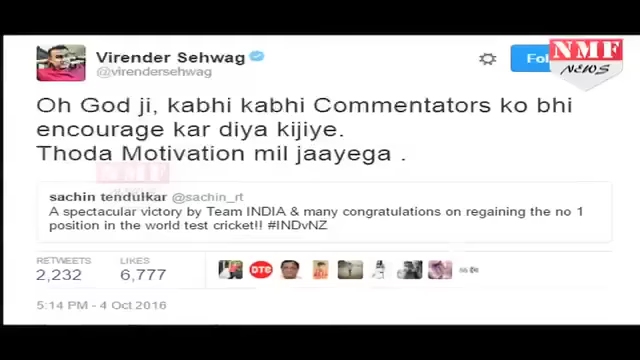 Virender Sehwag
@virendersehwag
NMF
NEWS
Oh God ji, kabhi kabhi Commentators ko bhi
encourage kar diya kijiye.
Thoda Motivation mil jaayega .
NMF
sachin tendulkar @sachin_rt
A spectacular victory by Team INDIA & many congratulations on regaining the no 1
position in the world test cricket!! #INDvNZ
RETWEETS LIKES
2,232 6,777
DTC
5:14 PM - 4 Oct 2016